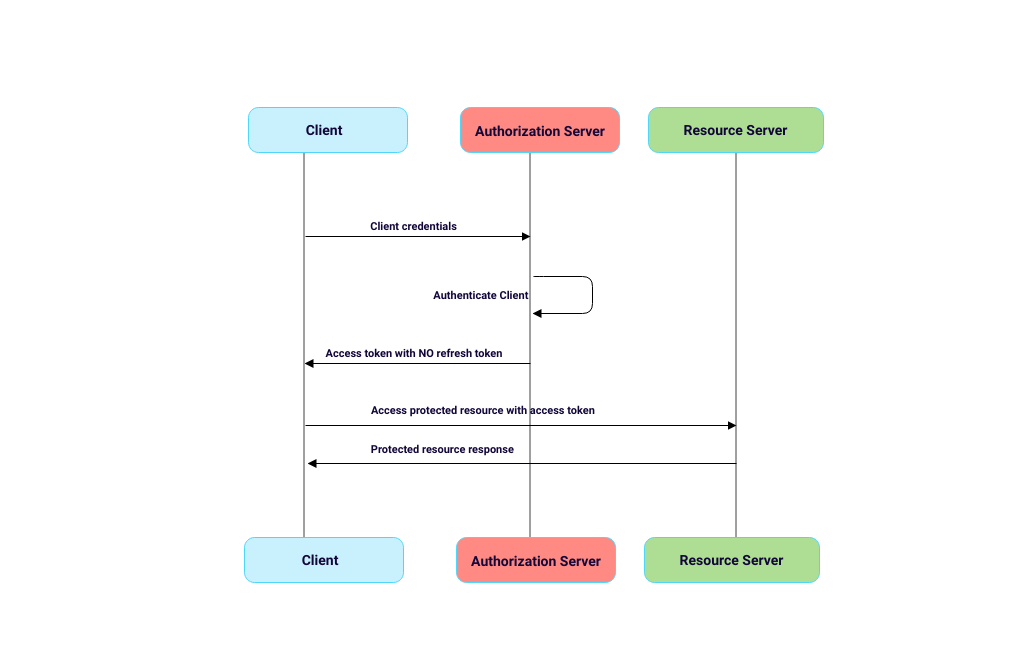 Client
Authorization Server
Resource Server
Client credentials
Authenticate Client
Access token with NO refresh token
Access protected resource with access token
Protected resource response
Client
Authorization Server
Resource Server